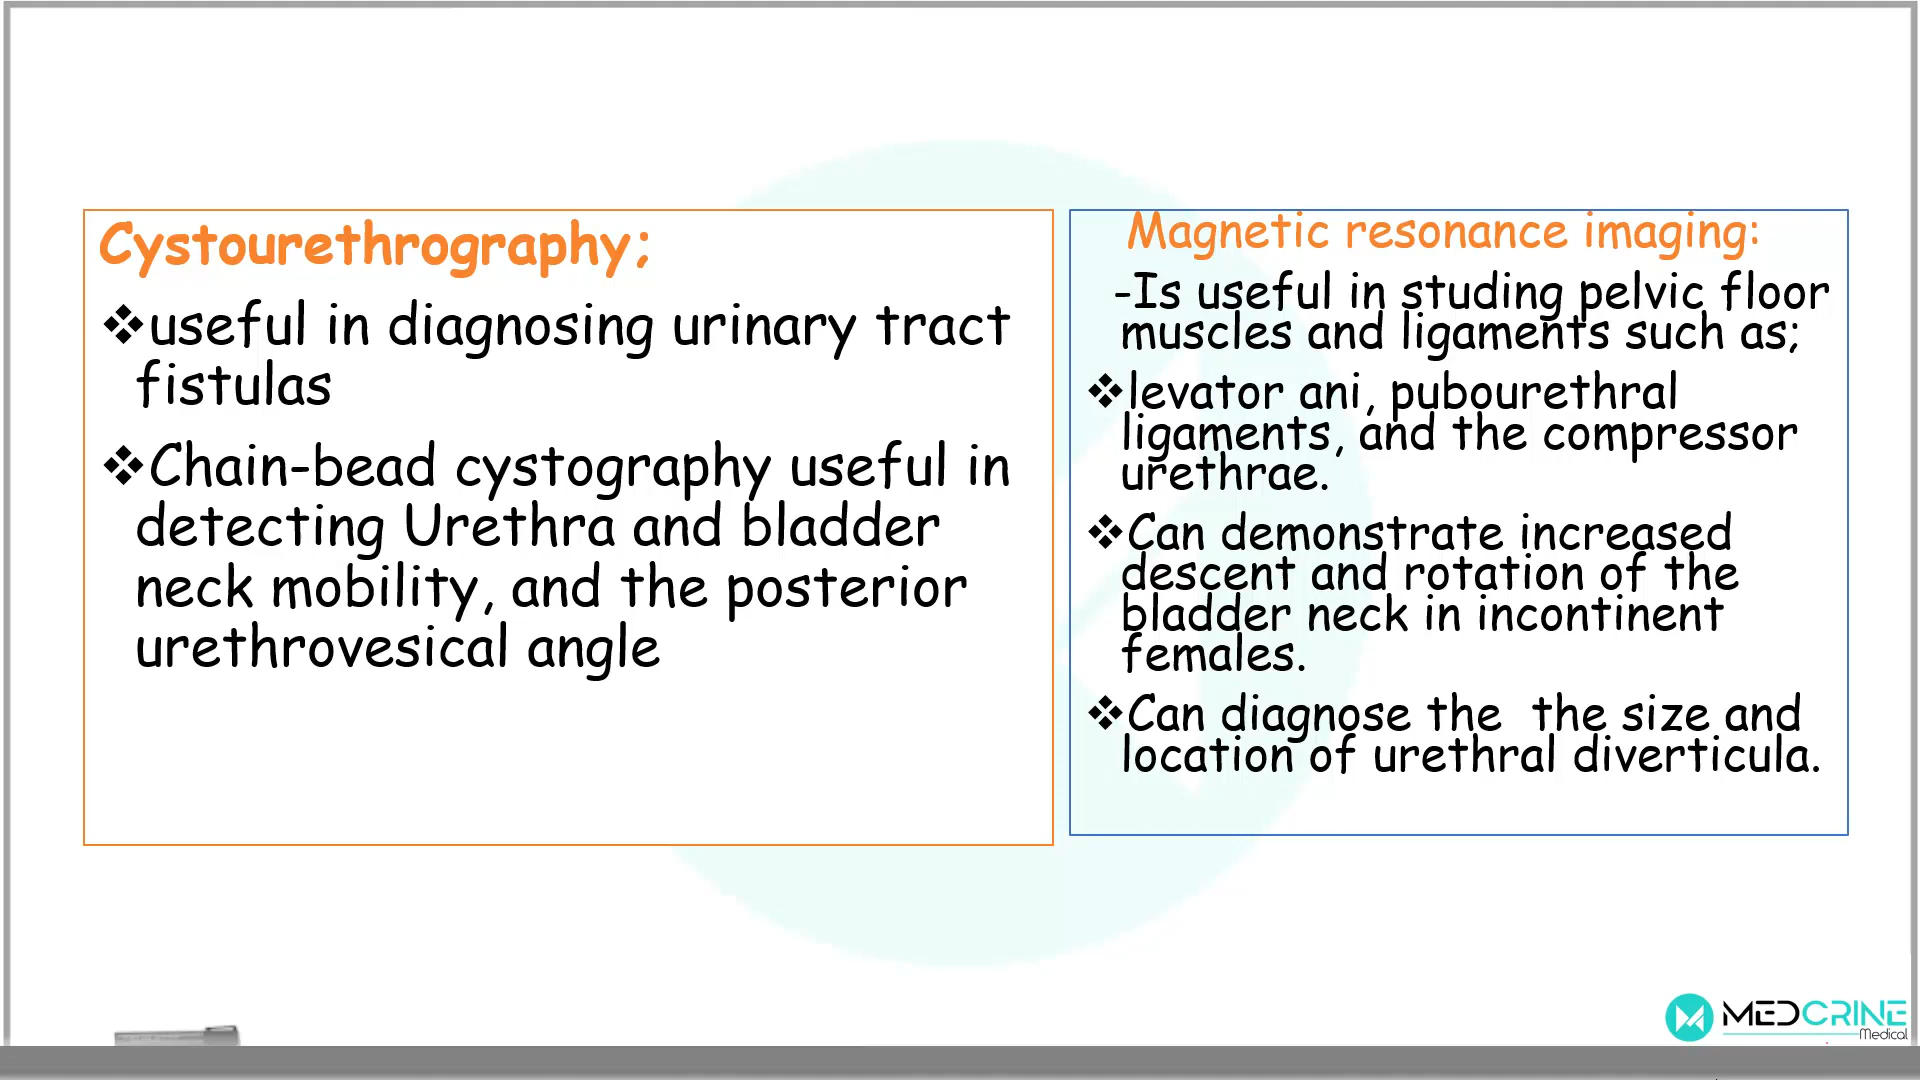 Cystourethrography;
❖useful in diagnosing urinary tract
fistulas
❖Chain-bead cystography useful in
detecting Urethra and bladder
neck mobility, and the posterior
urethrovesical angle
Magnetic resonance imaging:
-Is useful in studing pelvic floor
muscles and ligaments such as;
❖levator ani, pubourethral
ligaments, and the compressor
urethrae.
❖Can demonstrate increased
descent and rotation of the
bladder neck in incontinent
females.
❖Can diagnose the  the size and
location of urethral diverticula.
MEDCRINE
Medical